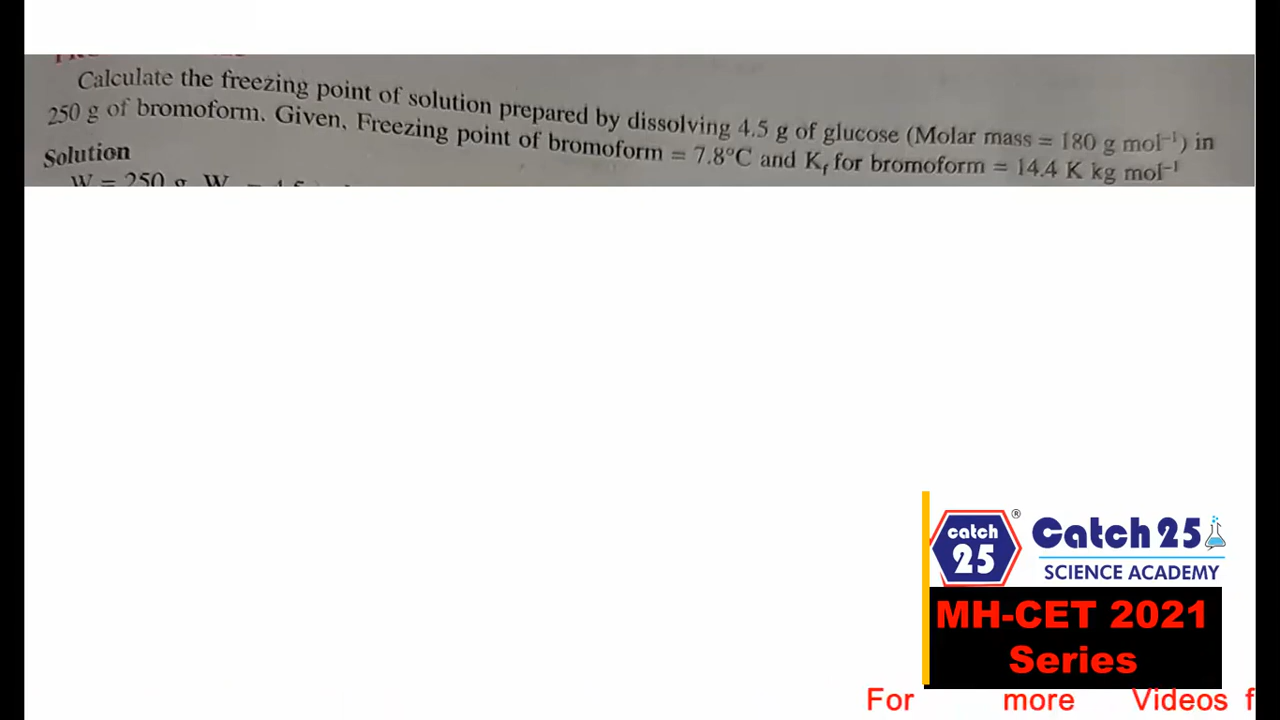 Calculate the freezing point of solution prepared by dissolving 4.5 g of glucose (Molar mass = 180 g mol⁻¹) in
250 g of bromoform. Given, Freezing point of bromoform = 7.8°C and Kf for bromoform = 14.4 K kg mol⁻¹
Solution
W = 250 g W
catch
25
®
Catch 25
SCIENCE ACADEMY
MH-CET 2021
Series
For more Videos f